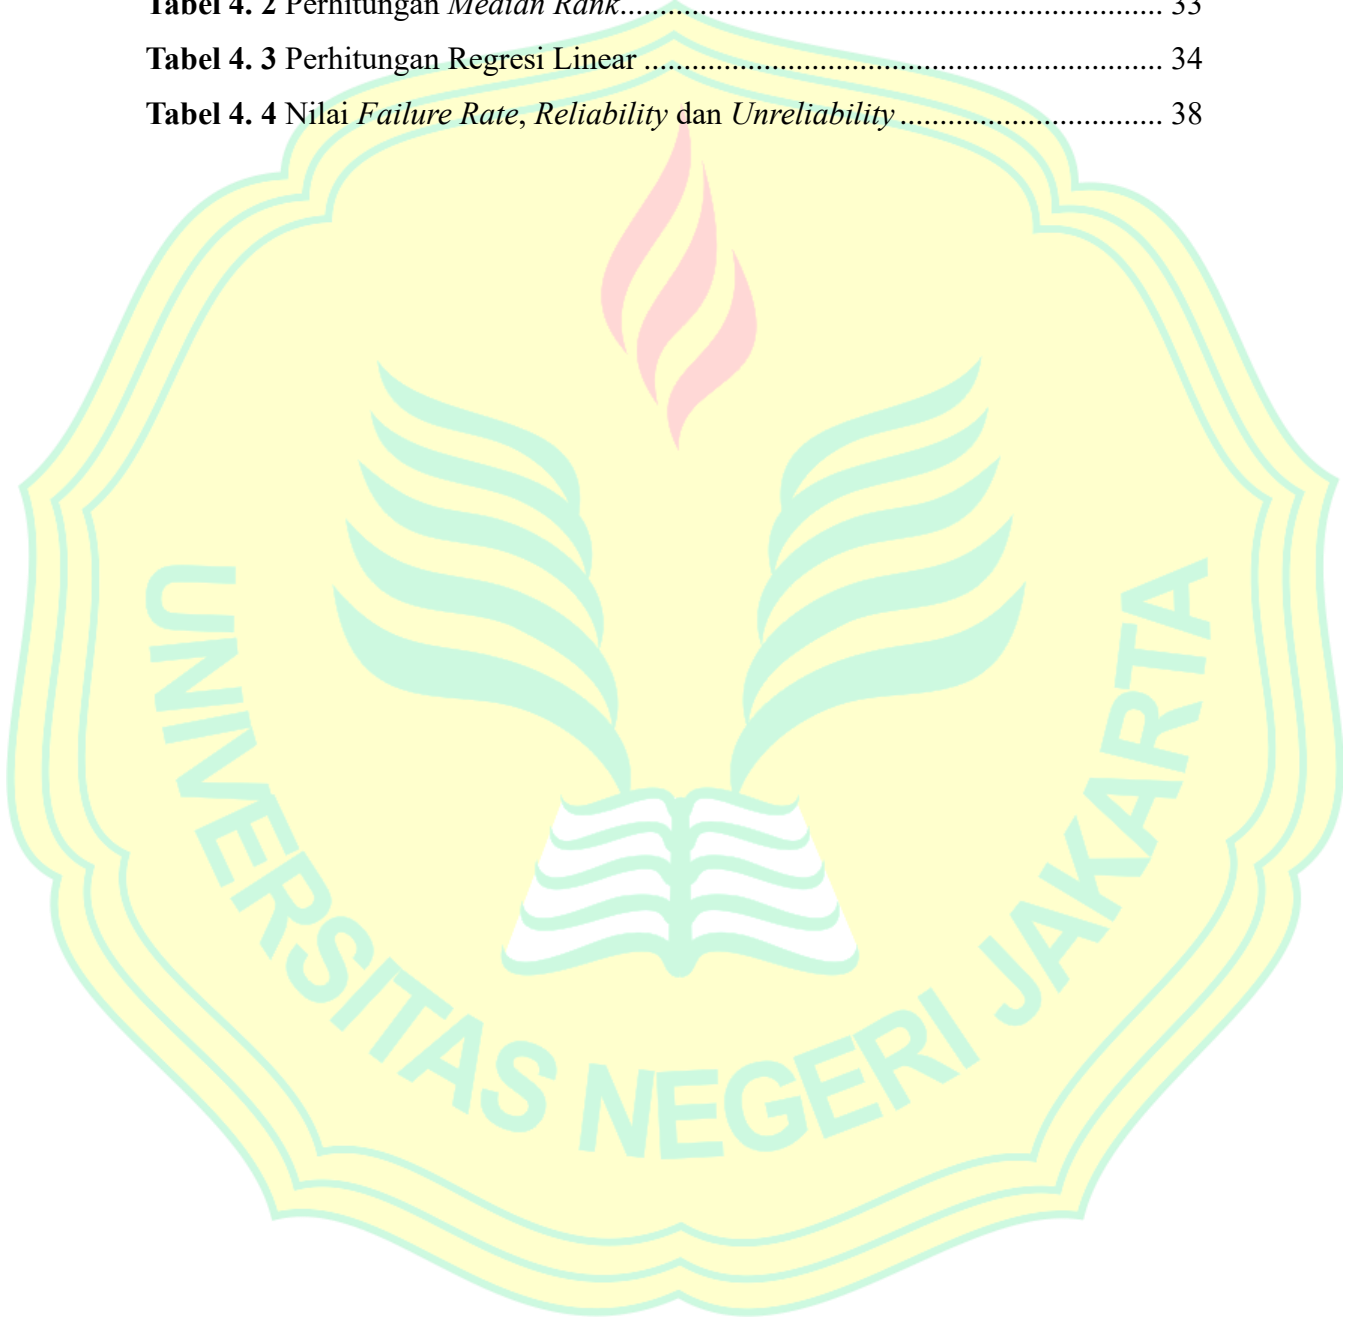 Tabel 4. 2 Perhitungan Median Rank.................................................................... 33
Tabel 4. 3 Perhitungan Regresi Linear ................................................................. 34
Tabel 4. 4 Nilai Failure Rate, Reliability dan Unreliability ................................. 38
UNIVERSITAS NEGERI JAKARTA